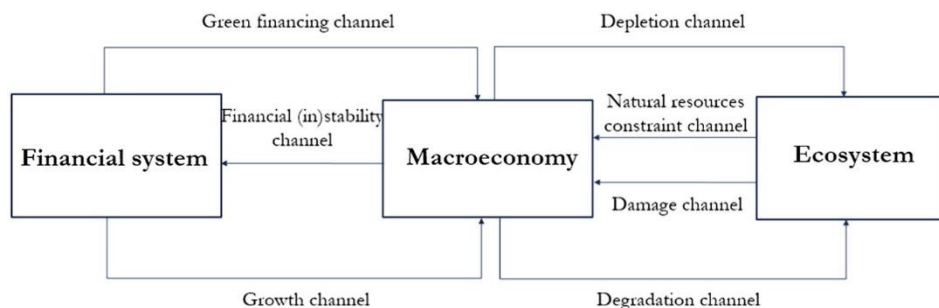 Green financing channel
Depletion channel
Financial (in)stability
channel
Natural resources
constraint channel
Financial system
Macroeconomy
Ecosystem
Damage channel
Growth channel
Degradation channel